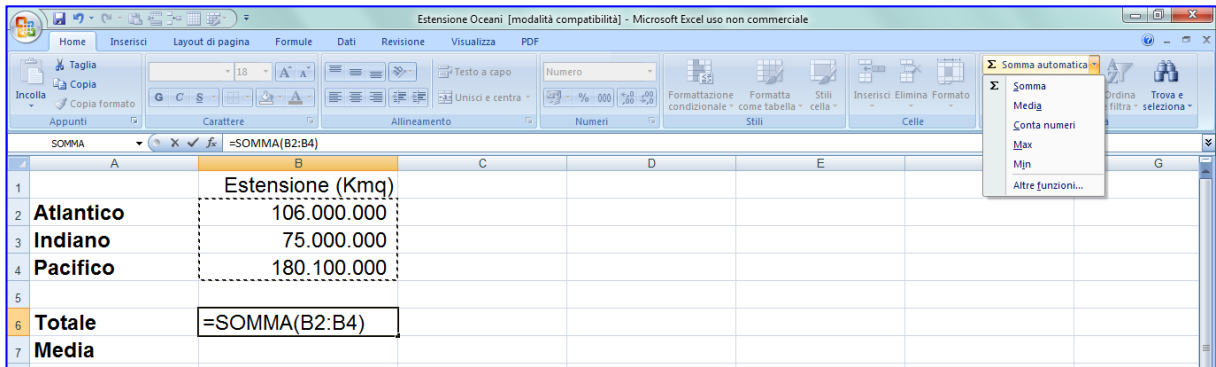 Estensione Oceani [modalità compatibilità] - Microsoft Excel uso non commerciale
Home Inserisci Layout di pagina Formule Dati Revisione Visualizza PDF
Incolla
Taglia
Copia
Copia formato
Appunti
18
A A
G C S A
Carattere
Testo a capo
Unisci e centra
Allineamento
Numero
% 000 ,00
Numeri
Formattazione condizionale
Formatta come tabella
Stili cella
Stili
Inserisci Elimina Formato
Celle
Σ Somma automatica
Σ Somma
Media
Conta numeri
Max
Min
Altre funzioni...
Ordina
filtra
Trova e seleziona
SOMMA fx =SOMMA(B2:B4)
A B C D E G
1 Estensione (Kmq)
2 Atlantico 106.000.000
3 Indiano 75.000.000
4 Pacifico 180.100.000
5
6 Totale =SOMMA(B2:B4)
7 Media